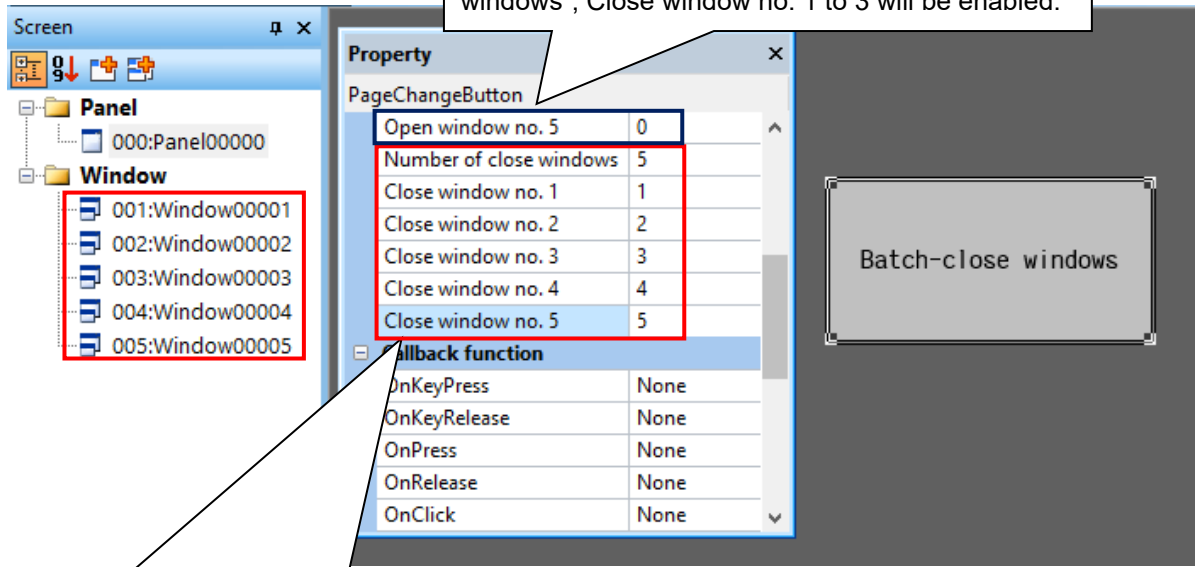 windows", Close window no. 1 to 3 will be enabled.
Screen
Panel
000:Panel00000
Window
001:Window00001
002:Window00002
003:Window00003
004:Window00004
005:Window00005
Property
PageChangeButton
Open window no. 5 0
Number of close windows 5
Close window no. 1 1
Close window no. 2 2
Close window no. 3 3
Close window no. 4 4
Close window no. 5 5
Callback function
OnKeyPress None
OnKeyRelease None
OnPress None
OnRelease None
OnClick None
Batch-close windows